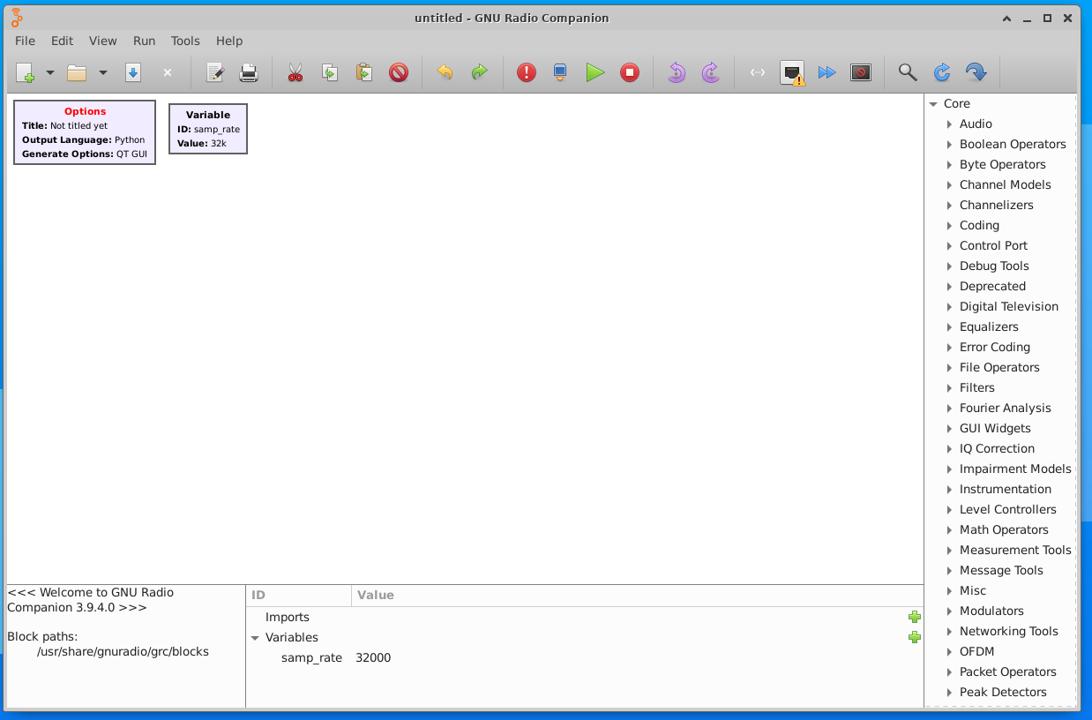 untitled - GNU Radio Companion
File Edit View Run Tools Help
Options
Title: Not titled yet
Output Language: Python
Generate Options: QT GUI
Variable
ID: samp_rate
Value: 32k
Core
Audio
Boolean Operators
Byte Operators
Channel Models
Channelizers
Coding
Control Port
Debug Tools
Deprecated
Digital Television
Equalizers
Error Coding
File Operators
Filters
Fourier Analysis
GUI Widgets
IQ Correction
Impairment Models
Instrumentation
Level Controllers
Math Operators
Measurement Tools
Message Tools
Misc
Modulators
Networking Tools
OFDM
Packet Operators
Peak Detectors
<<< Welcome to GNU Radio
Companion 3.9.4.0 >>>
Block paths:
/usr/share/gnuradio/grc/blocks
ID Value
Imports
Variables
samp_rate 32000